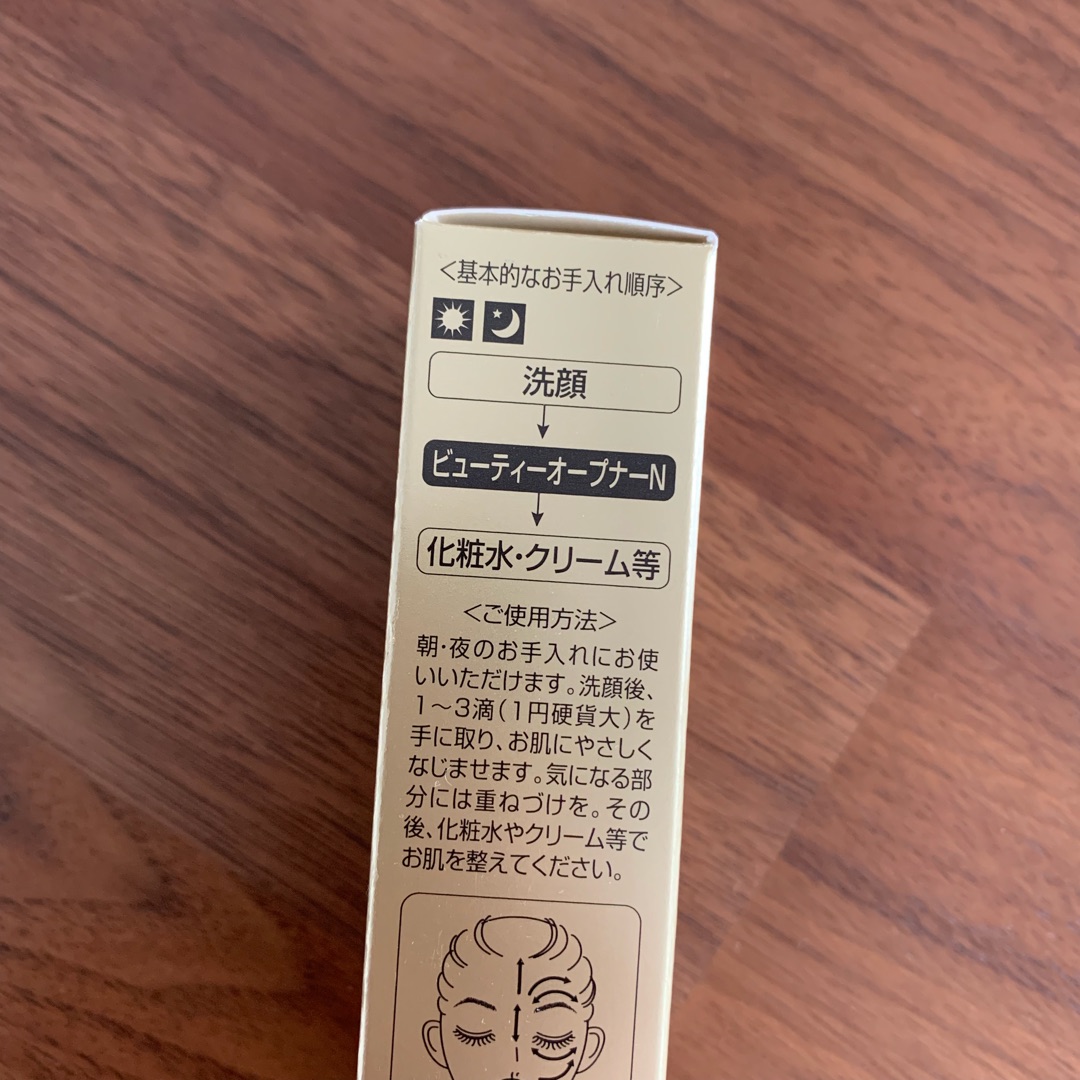 ＜基本的なお手入れ順序＞
洗顔
ビューティーオープナーN
化粧水・クリーム等
＜ご使用方法＞
朝・夜のお手入れにお使
いいただけます。洗顔後、
1～3滴(1円硬貨大)を
手に取り、お肌にやさしく
なじませます。気になる部
分には重ねづけを。その
後、化粧水やクリーム等で
お肌を整えてください。